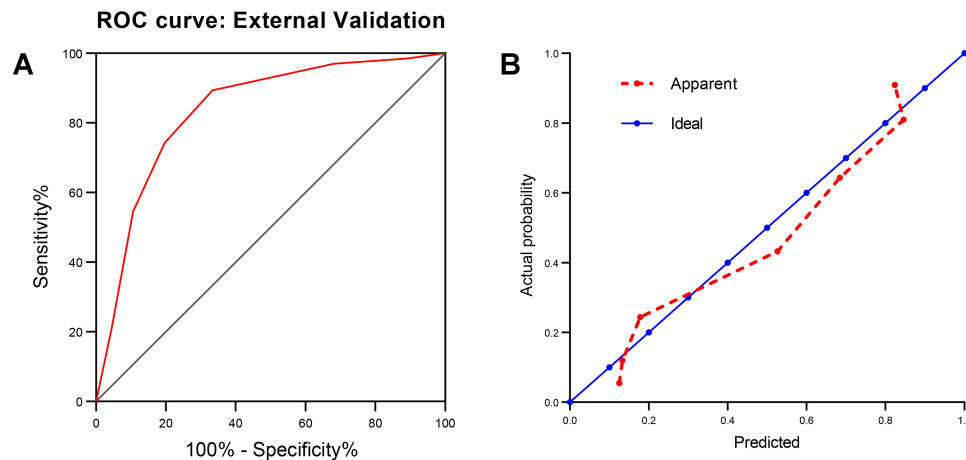 ROC curve: External Validation
A
100
80
60
40
20
0
Sensitivity%
0 20 40 60 80 100
100% - Specificity%
B
1.0
0.8
0.6
0.4
0.2
0.0
Actual probability
Apparent
Ideal
0.0 0.2 0.4 0.6 0.8 1.
Predicted